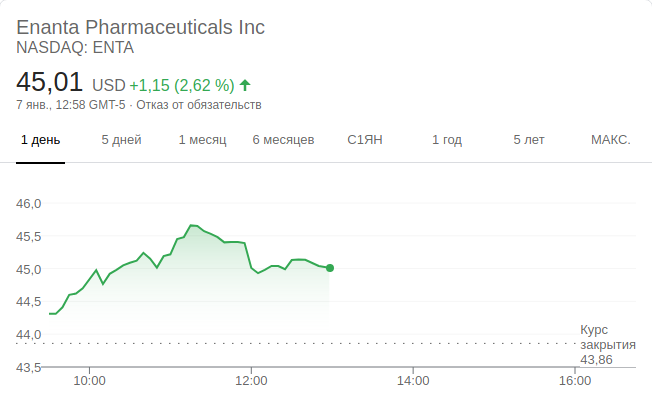 Enanta Pharmaceuticals Inc
NASDAQ: ENTA
45,01 USD +1,15 (2,62 %)
7 янв., 12:58 GMT-5 · Отказ от обязательств
1 день 5 дней 1 месяц 6 месяцев С1ЯН 1 год 5 лет МАКС.
46,0
45,5
45,0
44,5
44,0
43,5
Курс
закрытия
43,86
10:00 12:00 14:00 16:00